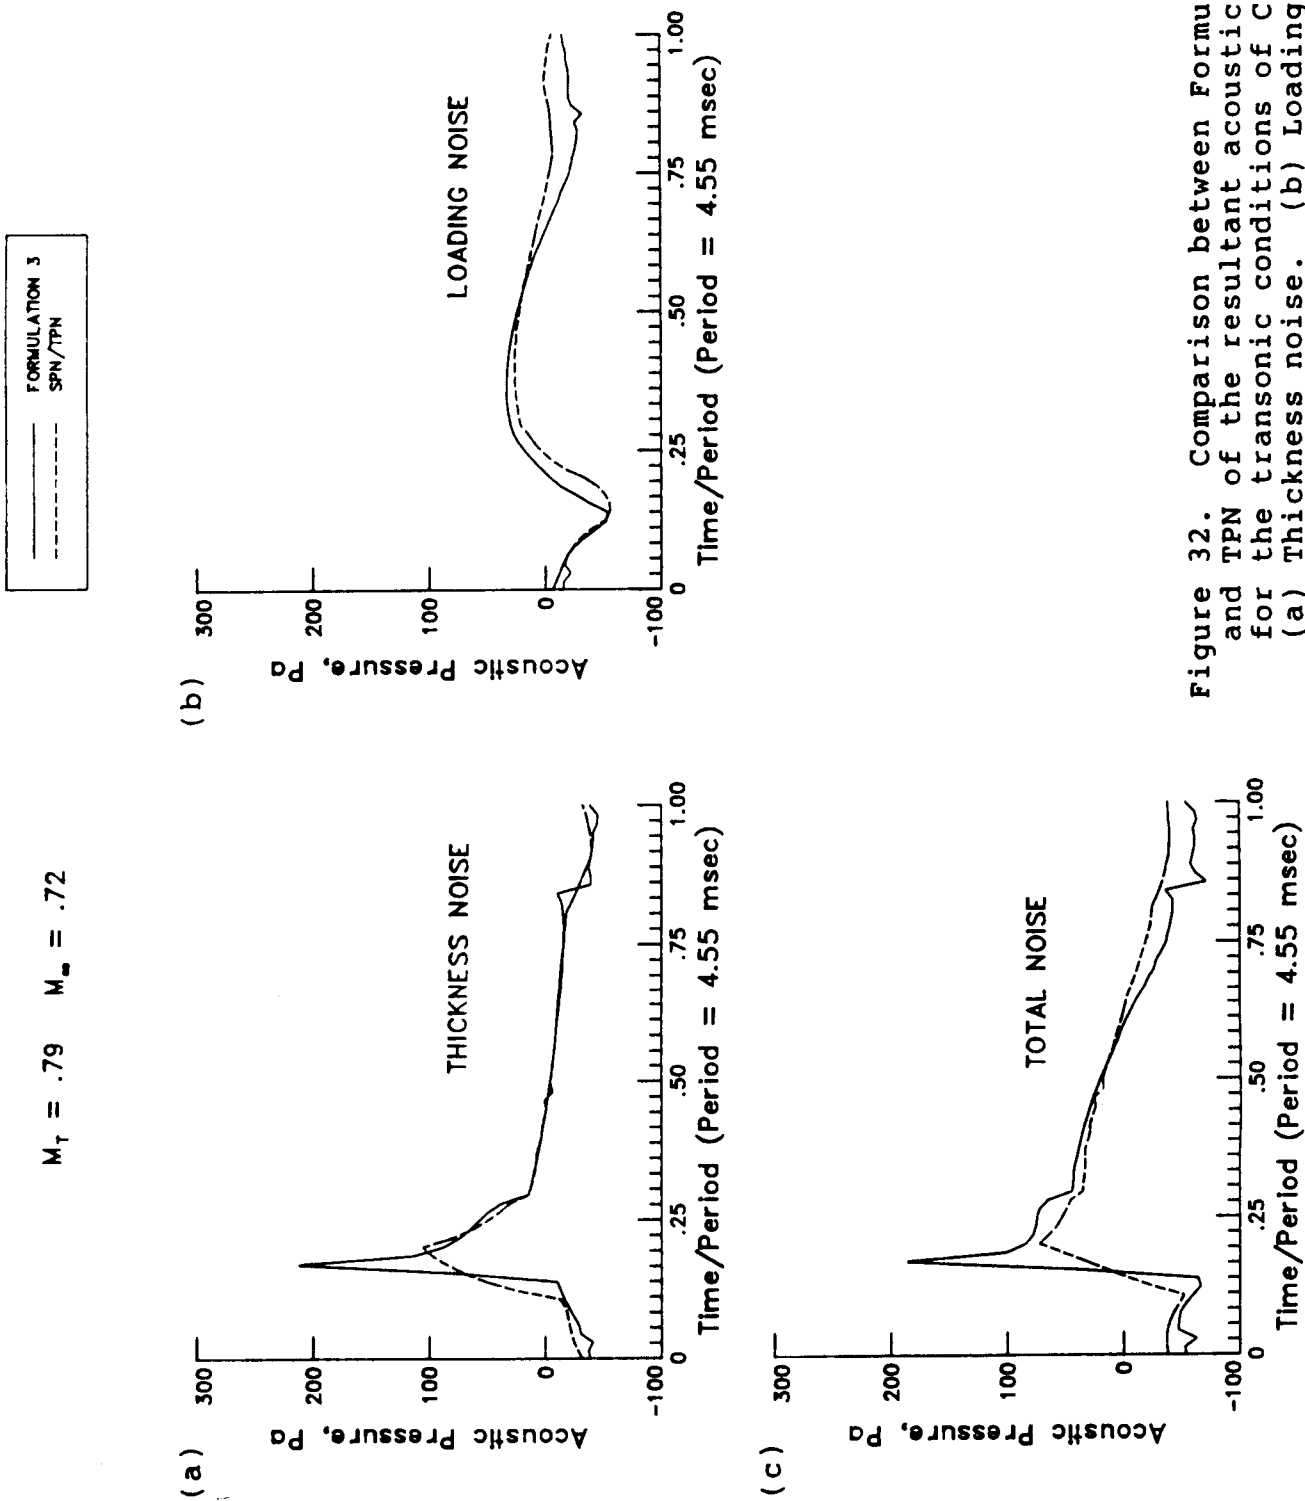 M_T = .79 M_∞ = .72
FORMULATION 3
SPN/TPN
(a)
THICKNESS NOISE
Acoustic Pressure, Pa
300
200
100
0
-100
0 .25 .50 .75 1.00
Time/Period (Period = 4.55 msec)
(b)
LOADING NOISE
Acoustic Pressure, Pa
300
200
100
0
-100
0 .25 .50 .75 1.00
Time/Period (Period = 4.55 msec)
(c)
TOTAL NOISE
Acoustic Pressure, Pa
300
200
100
0
-100
0 .25 .50 .75 1.00
Time/Period (Period = 4.55 msec)
Figure 32. Comparison between Formu
and TPN of the resultant acoustic
for the transonic conditions of C
(a) Thickness noise. (b) Loading